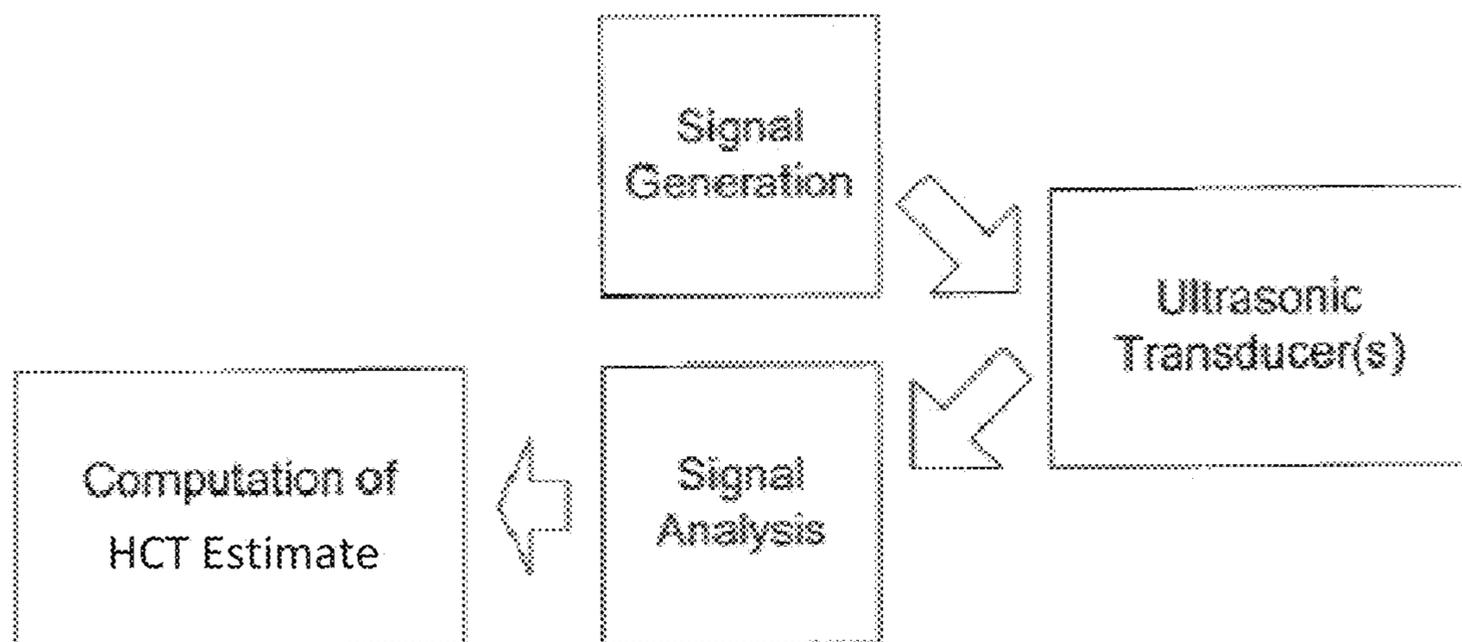 Signal
Generation
Ultrasonic
Transducer(s)
Signal
Analysis
Computation of
HCT Estimate